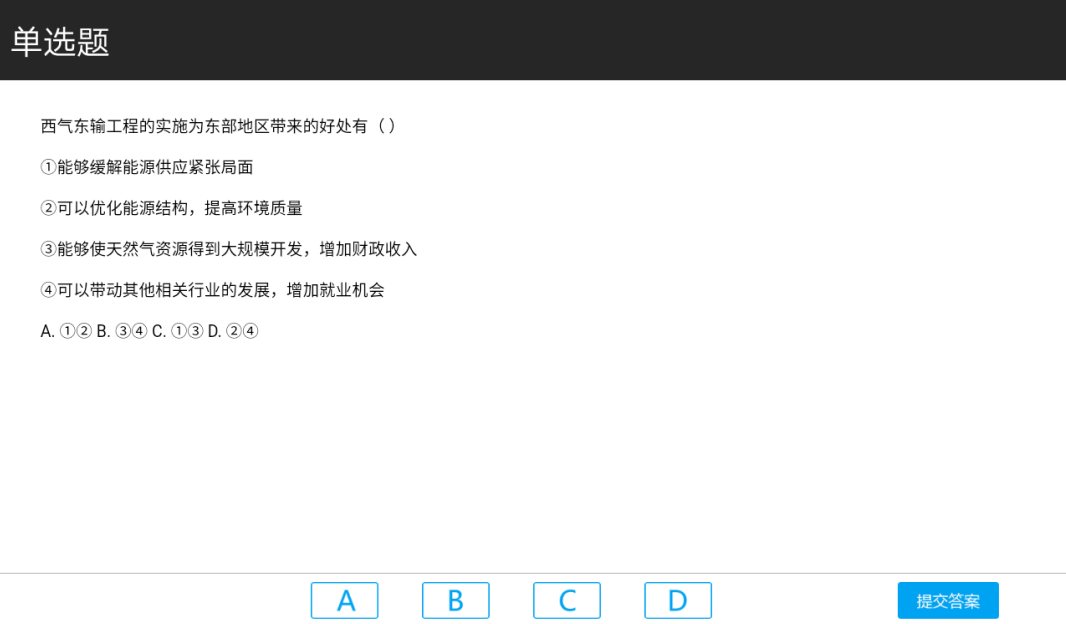 单选题
西气东输工程的实施为东部地区带来的好处有（ ）
①能够缓解能源供应紧张局面
②可以优化能源结构，提高环境质量
③能够使天然气资源得到大规模开发，增加财政收入
④可以带动其他相关行业的发展，增加就业机会
A. ①② B. ③④ C. ①③ D. ②④
A B C D 提交答案